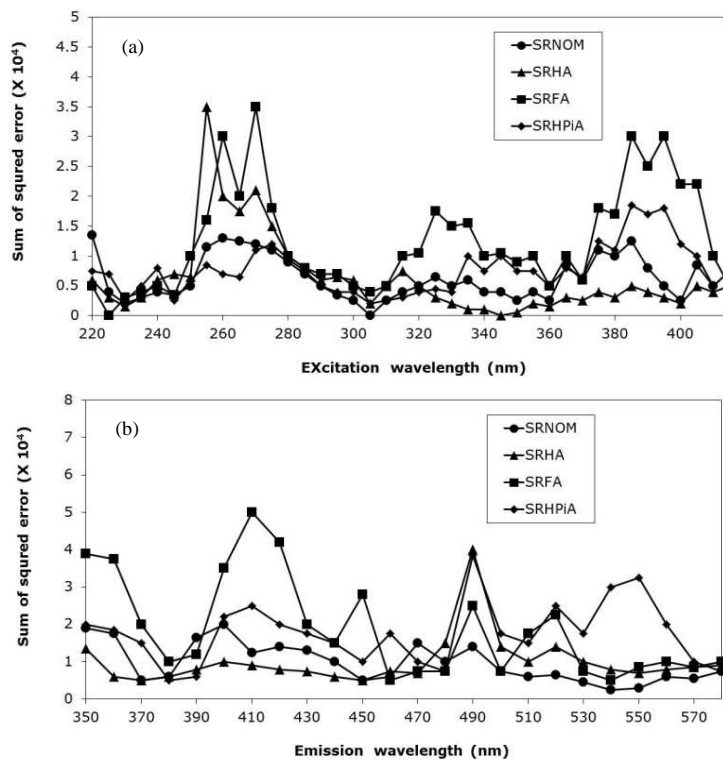 5
4.5
4
3.5
3
2.5
2
1.5
1
0.5
0
(a)
SRNOM
SRHA
SRFA
SRHPiA
Sum of squred error (X 10⁴)
220 240 260 280 300 320 340 360 380 400
EXcitation wavelength (nm)
8
7
6
5
4
3
2
1
0
(b)
SRNOM
SRHA
SRFA
SRHPiA
Sum of squred error (X 10⁴)
350 370 390 410 430 450 470 490 510 530 550 570
Emission wavelength (nm)